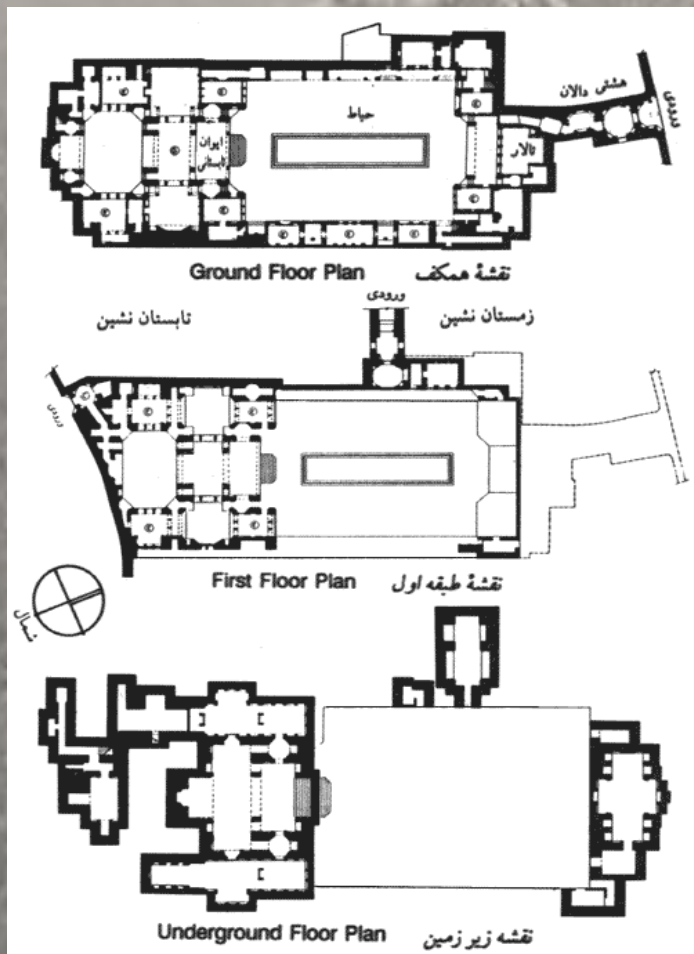 هشتی دالان
ورودی
حیاط
ایوان
تابستانی
تالار
Ground Floor Plan نقشهٔ همکف
ورودی
تابستان نشین
زمستان نشین
ورودی
First Floor Plan نقشهٔ طبقه اول
شمال
Underground Floor Plan نقشه زیر زمین